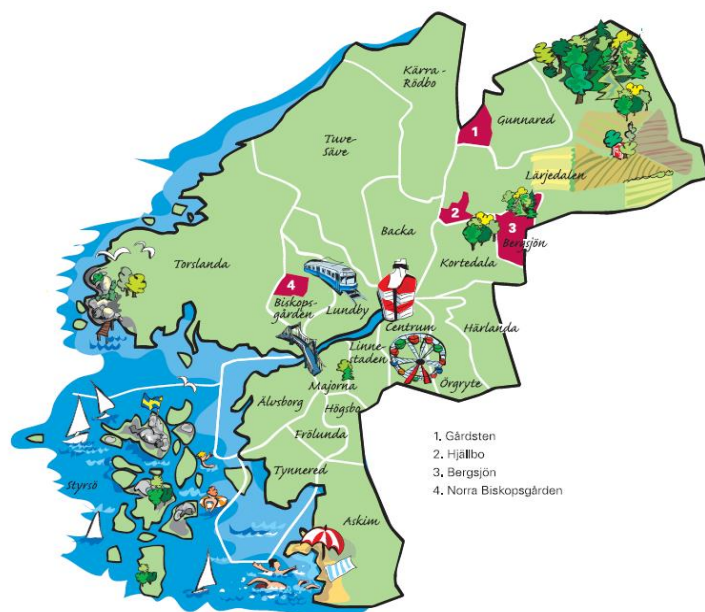 Kärra-
Rödbo
Gunnared
1
Tuve-
Säve
Lärjedalen
2
3
Bergsjön
Backa
Kortedala
Torslanda
4
Biskops-
gården
Lundby
Centrum
Härlanda
Linne-
staden
Majorna
Örgryte
Älvsborg
Högsbo
Frölunda
Tynnered
Styrsö
Askim
1. Gårdsten
2. Hjällbo
3. Bergsjön
4. Norra Biskopsgården